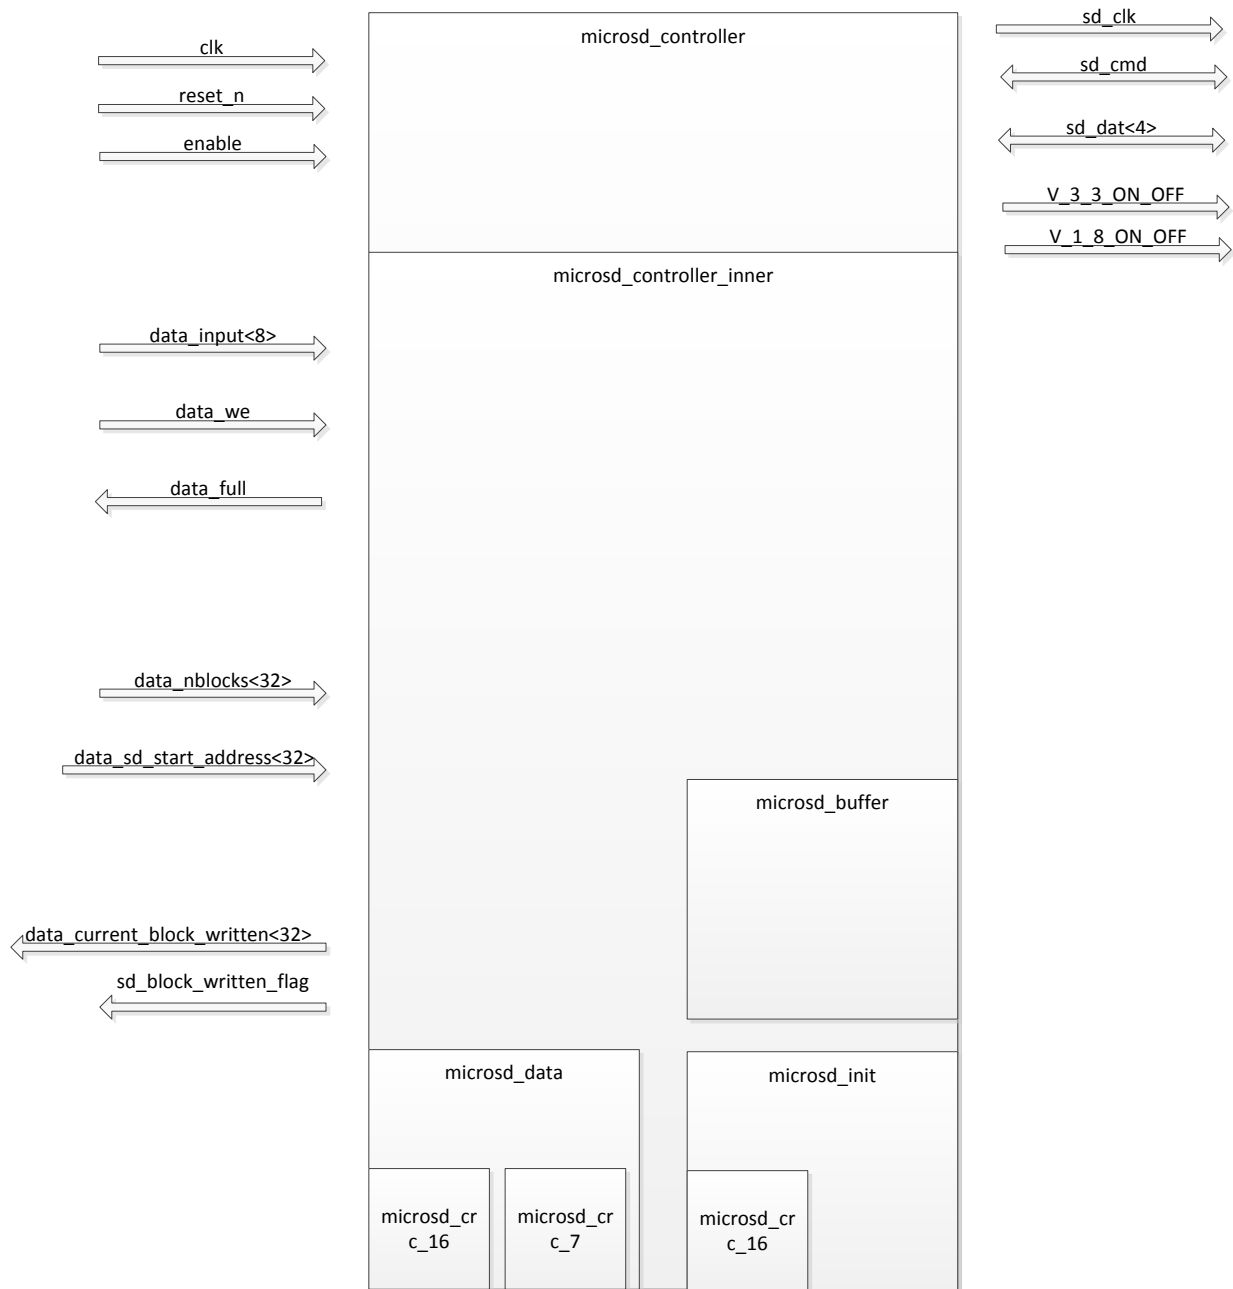 microsd_controller
clk
reset_n
enable
sd_clk
sd_cmd
sd_dat<4>
V_3_3_ON_OFF
V_1_8_ON_OFF
microsd_controller_inner
data_input<8>
data_we
data_full
data_nblocks<32>
data_sd_start_address<32>
data_current_block_written<32>
sd_block_written_flag
microsd_buffer
microsd_data
microsd_init
microsd_cr
c_16
microsd_cr
c_7
microsd_cr
c_16